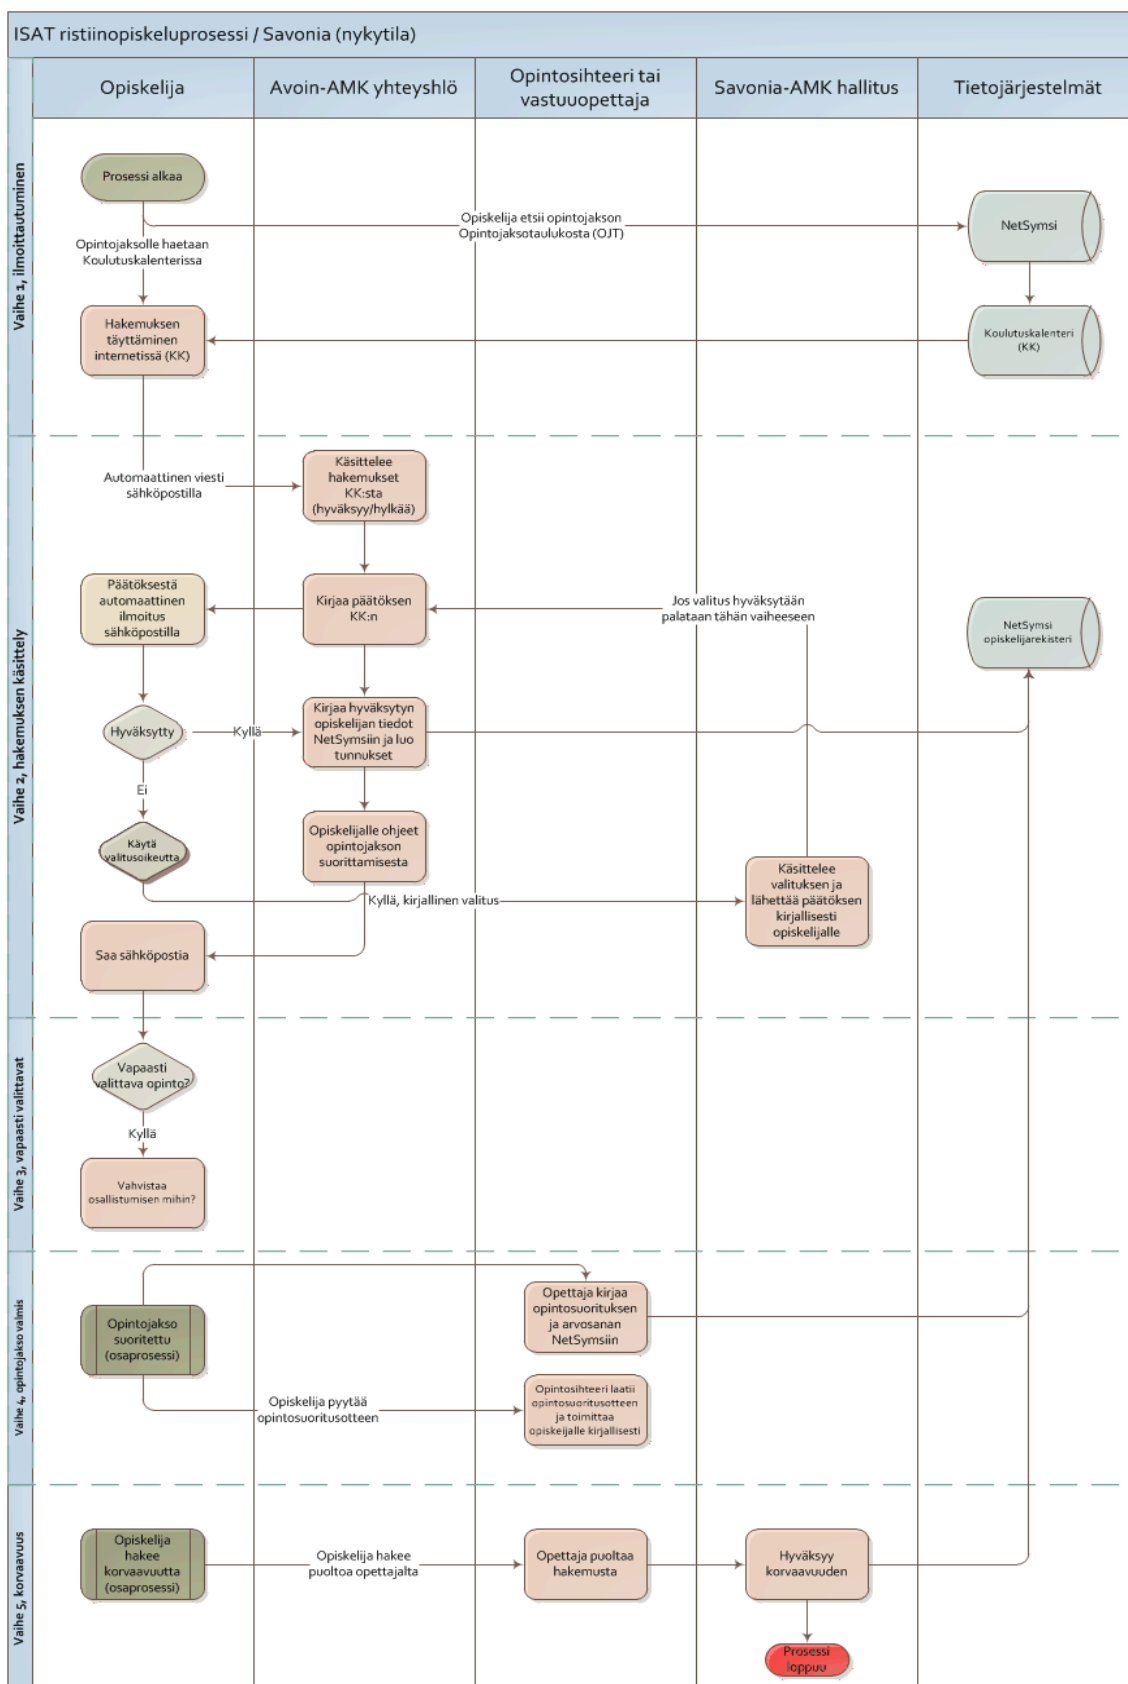 ISAT ristiinopiskeluprosessi / Savonia (nykytila)
Opiskelija
Avoin-AMK yhteyshlö
Opintosihteeri tai
vastuuopettaja
Savonia-AMK hallitus
Tietojärjestelmät
Vaihe 1, ilmoittautuminen
Prosessi alkaa
Opiskelija etsii opintojakson
Opintojaksotaulukosta (OJT)
NetSymsi
Opintojaksolle haetaan
Koulutuskalenterissa
Hakemuksen
täyttäminen
internetissä (KK)
Koulutuskalenteri
(KK)
Vaihe 2, hakemuksen käsittely
Automaattinen viesti
sähköpostilla
Käsittelee
hakemukset
KK:sta
(hyväksyy/hylkää)
Päätöksestä
automaattinen
ilmoitus
sähköpostilla
Kirjaa päätöksen
KK:n
Jos valitus hyväksytään
palataan tähän vaiheeseen
NetSymsi
opiskelijarekisteri
Hyväksytty
Kyllä
Kirjaa hyväksytyn
opiskelijan tiedot
NetSymsiin ja luo
tunnukset
Ei
Käytä
valitusoikeutta
Opiskelijalle ohjeet
opintojakson
suorittamisesta
Kyllä, kirjallinen valitus
Käsittelee
valituksen ja
lähettää päätöksen
kirjallisesti
opiskelijalle
Saa sähköpostia
Vaihe 3, vapaasti valittavat
Vapaasti
valittava opinto?
Kyllä
Vahvistaa
osallistumisen mihin?
Vaihe 4, opintojakso valmis
Opintojakso
suoritettu
(osaprosessi)
Opettaja kirjaa
opintosuorituksen
ja arvosanan
NetSymsiin
Opiskelija pyytää
opintosuoritusotteen
Opintosihteeri laatii
opintosuoritusotteen
ja toimittaa
opiskeijalle kirjallisesti
Vaihe 5, korvaavuus
Opiskelija
hakee
korvaavuutta
(osaprosessi)
Opiskelija hakee
puoltoa opettajalta
Opettaja puoltaa
hakemusta
Hyväksyy
korvaavuuden
Prosessi
loppuu